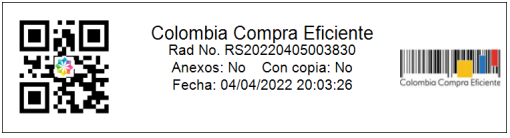 Colombia Compra Eficiente
Rad No. RS20220405003830
Anexos: No    Con copia: No
Fecha: 04/04/2022 20:03:26
Colombia Compra Eficiente